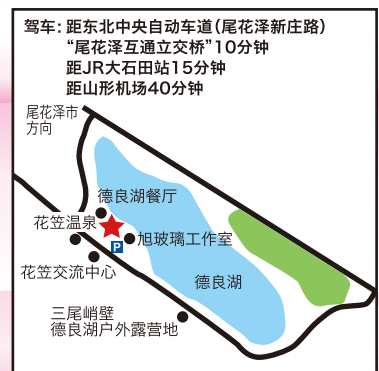 驾车：距东北中央自动车道（尾花泽新庄路）
“尾花泽互通立交桥”10分钟
距JR大石田站15分钟
距山形机场40分钟
尾花泽市
方向
德良湖餐厅
花笠温泉
P
旭玻璃工作室
花笠交流中心
德良湖
三尾峭壁
德良湖户外露营地